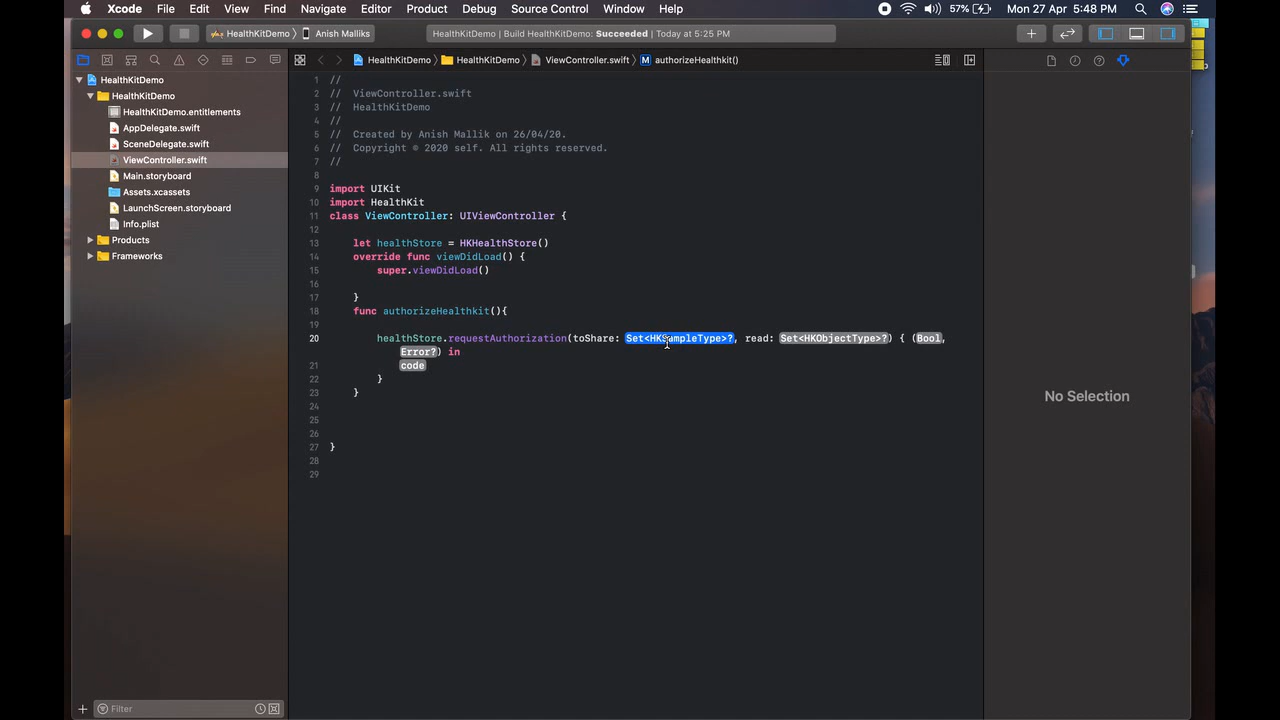 Xcode File Edit View Find Navigate Editor Product Debug Source Control Window Help 57% Mon 27 Apr 5:48 PM
HealthKitDemo Anish Malliks HealthKitDemo | Build HealthKitDemo: Succeeded | Today at 5:25 PM
HealthKitDemo HealthKitDemo ViewController.swift M authorizeHealthkit()
HealthKitDemo
HealthKitDemo
HealthKitDemo.entitlements
AppDelegate.swift
SceneDelegate.swift
ViewController.swift
Main.storyboard
Assets.xcassets
LaunchScreen.storyboard
Info.plist
Products
Frameworks
Filter
1 //
2 // ViewController.swift
3 // HealthKitDemo
4 //
5 // Created by Anish Mallik on 26/04/20.
6 // Copyright © 2020 self. All rights reserved.
7 //
8
9 import UIKit
10 import HealthKit
11 class ViewController: UIViewController {
12
13 let healthStore = HKHealthStore()
14 override func viewDidLoad() {
15 super.viewDidLoad()
16
17 }
18 func authorizeHealthkit(){
19
20 healthStore.requestAuthorization(toShare: Set<HKSampleType>?, read: Set<HKObjectType>?) { (Bool,
Error?) in
21 code
22 }
23 }
24
25
26
27 }
28
29
No Selection